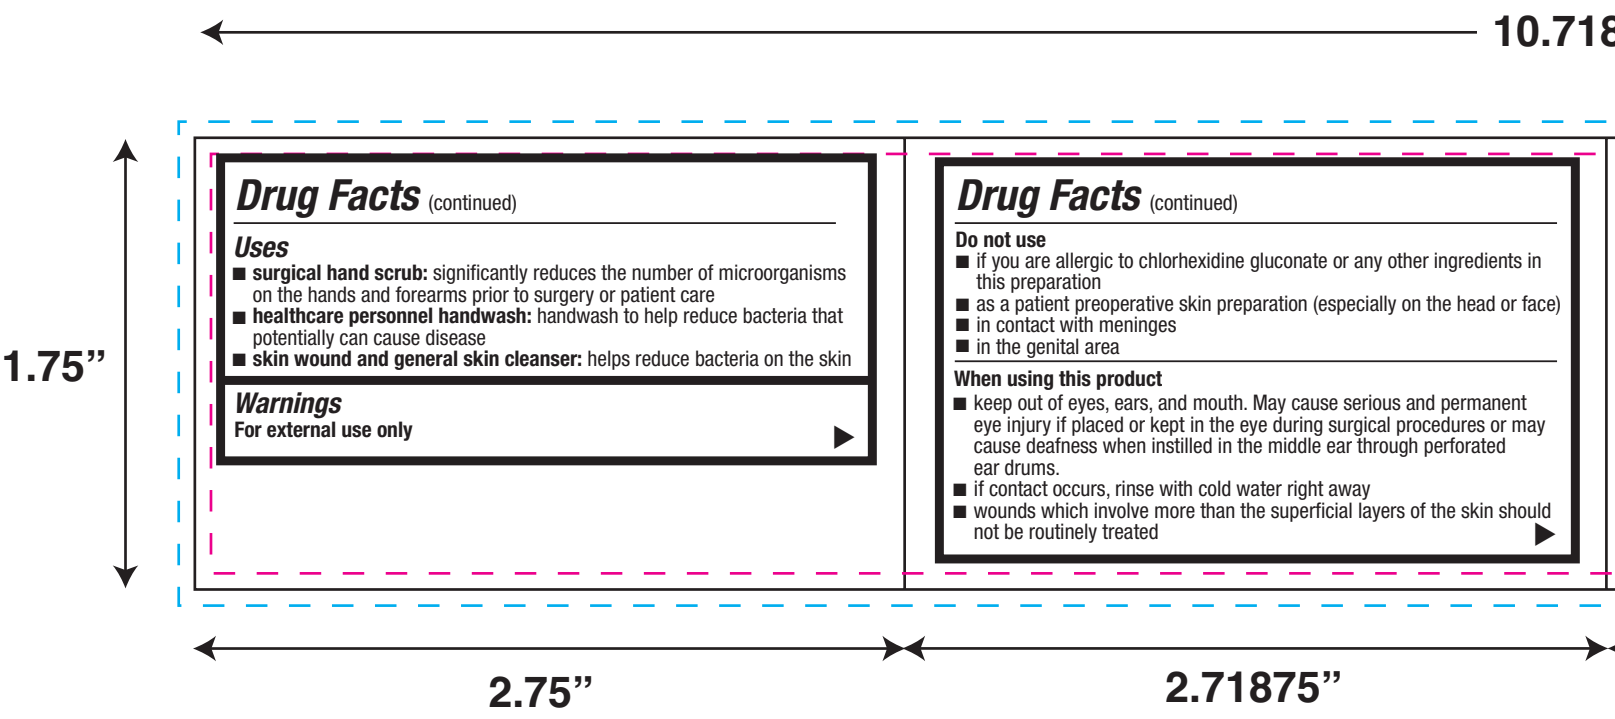 10.718
Drug Facts (continued)
Uses
■ surgical hand scrub: significantly reduces the number of microorganisms
on the hands and forearms prior to surgery or patient care
■ healthcare personnel handwash: handwash to help reduce bacteria that
potentially can cause disease
■ skin wound and general skin cleanser: helps reduce bacteria on the skin
Warnings
For external use only
Drug Facts (continued)
Do not use
■ if you are allergic to chlorhexidine gluconate or any other ingredients in
this preparation
■ as a patient preoperative skin preparation (especially on the head or face)
■ in contact with meninges
■ in the genital area
When using this product
■ keep out of eyes, ears, and mouth. May cause serious and permanent
eye injury if placed or kept in the eye during surgical procedures or may
cause deafness when instilled in the middle ear through perforated
ear drums.
■ if contact occurs, rinse with cold water right away
■ wounds which involve more than the superficial layers of the skin should
not be routinely treated
1.75”
2.75”
2.71875”